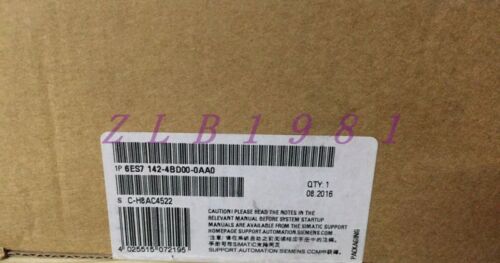 ZLB1981
1P 6ES7 142-4BD00-0AA0
QTY: 1
08.2016
S C-H8AC4522
CAUTION! PLEASE READ THE NOTES IN THE
RELEVANT MANUAL BEFORE SYSTEM STARTUP
MANUALS ARE AVAILABLE FROM THE SIMATIC SUPPORT
HOMEPAGE SUPPORT.AUTOMATION.SIEMENS.COM
SUPPORT.AUTOMATION.SIEMENS.COM/CN
4 025515 072195
PACKAGING